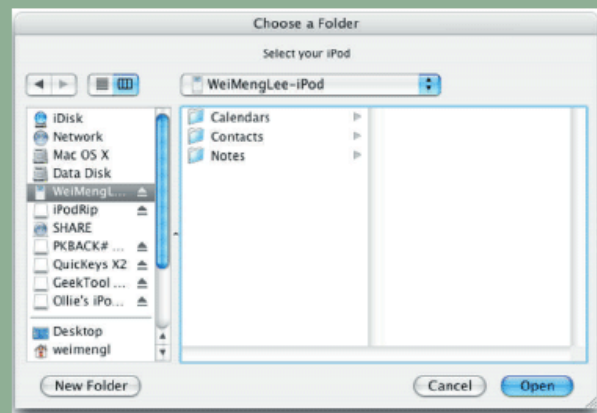 Choose a Folder
Select your iPod
WeiMengLee-iPod
iDisk
Network
Mac OS X
Data Disk
WeiMengL...
iPodRip
SHARE
PKBACK# ...
QuicKeys X2
GeekTool ...
Ollie's iPo...
Desktop
weimengl
Calendars
Contacts
Notes
New Folder
Cancel
Open